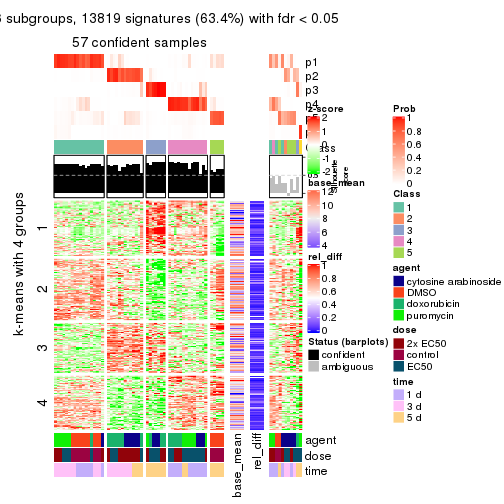 subgroups, 13819 signatures (63.4%) with fdr < 0.05
57 confident samples
p1
p2
p3
p4
z-score
2
1
0
-1
-2
0.5
base_mean
12
10
8
6
4
rel_diff
1
0.8
0.6
0.4
0.2
0
Status (barplots)
confident
ambiguous
Prob
1
0.8
0.6
0.4
0.2
0
Class
1
2
3
4
5
agent
cytosine arabinoside
DMSO
doxorubicin
puromycin
dose
2x EC50
control
EC50
time
1 d
3 d
5 d
k-means with 4 groups
1
2
3
4
agent
dose
time
base_mean
rel_diff